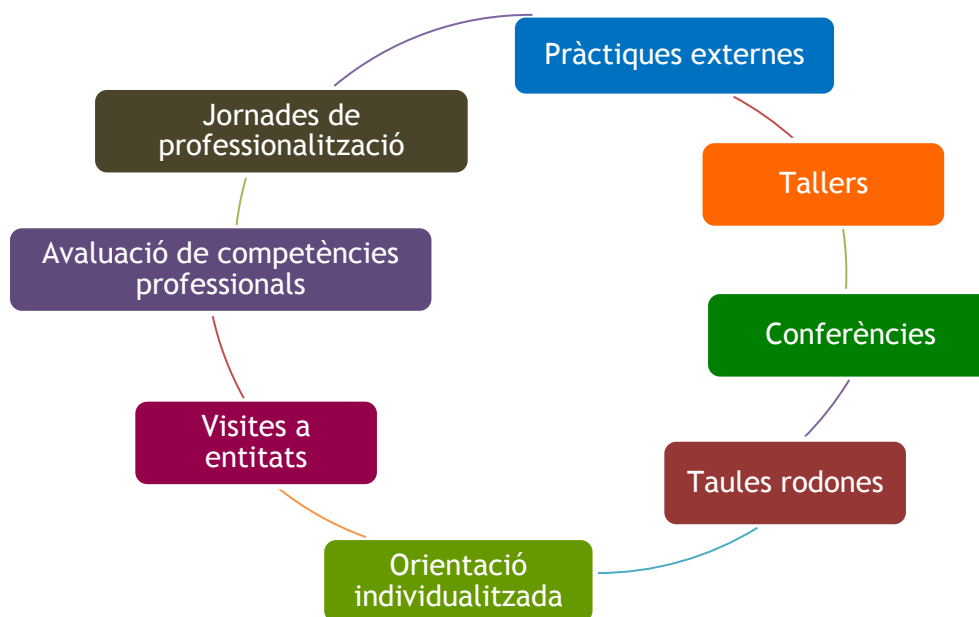 Pràctiques externes
Tallers
Conferències
Taules rodones
Orientació
individualitzada
Visites a
entitats
Avaluació de competències
professionals
Jornades de
professionalització